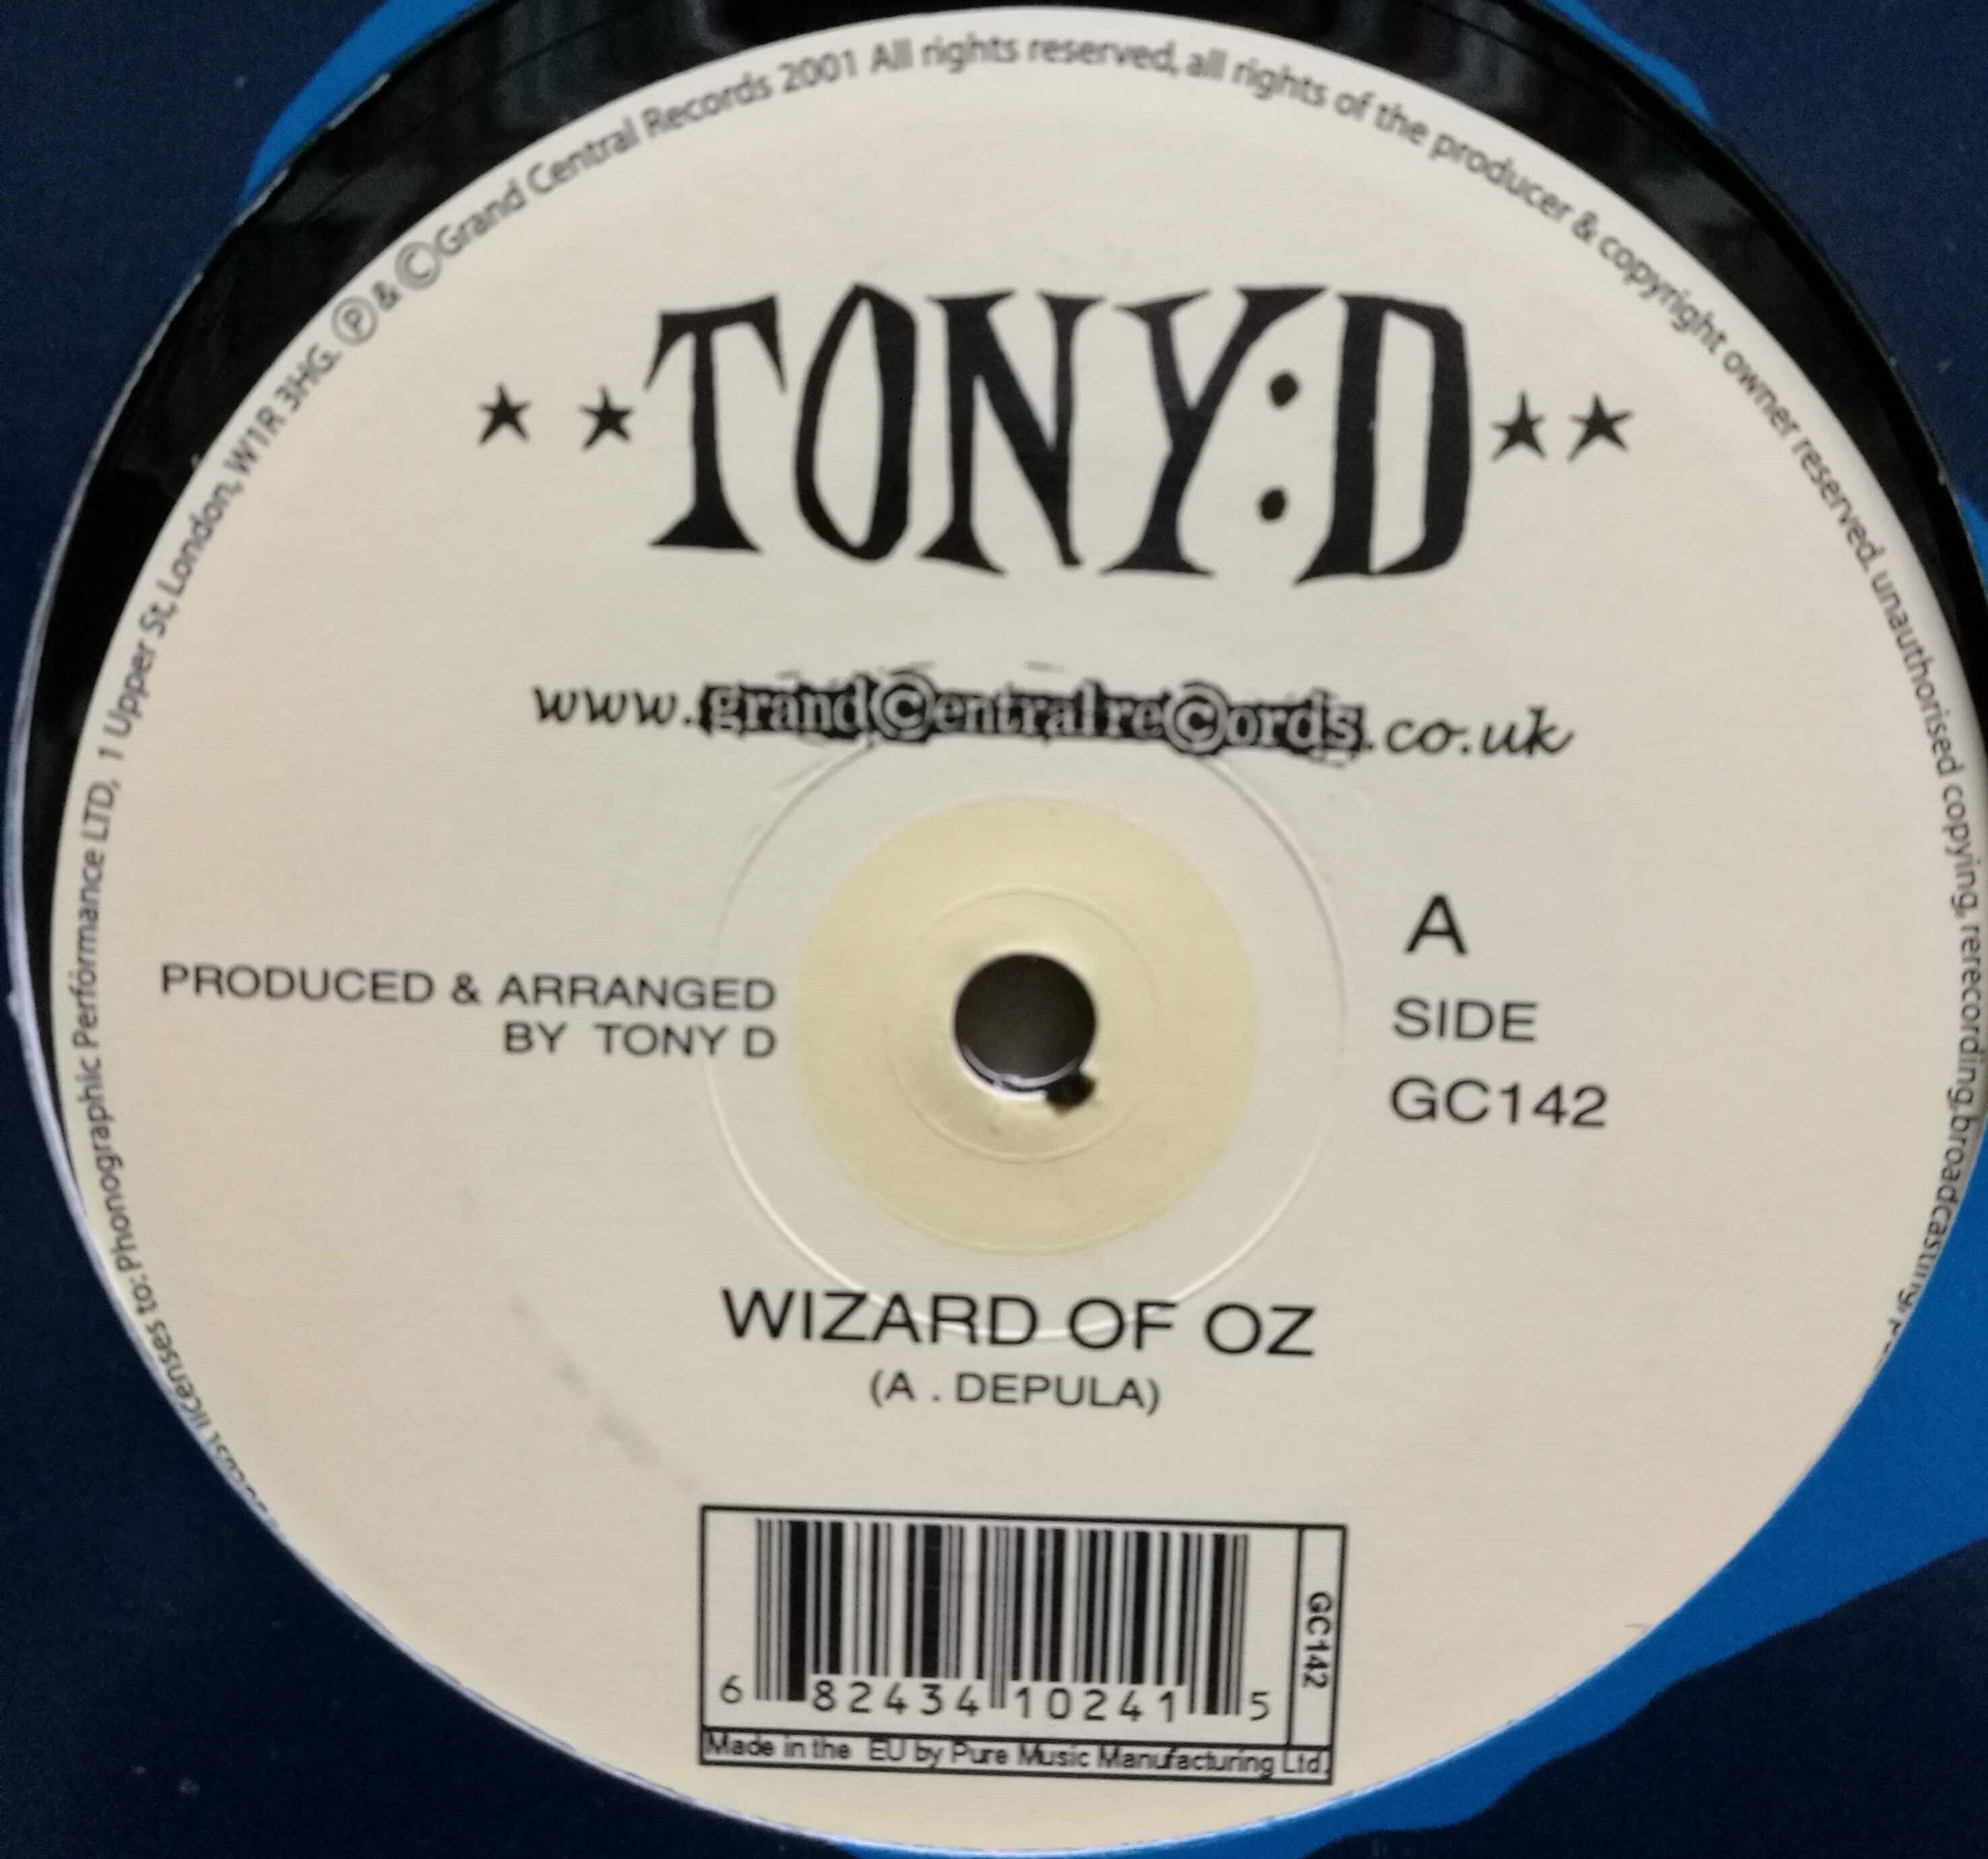 licenses to: Phonographic Performance LTD, 1 Upper St, London, W1R 3HG. ℗ & © Grand Central Records 2001 All rights reserved, all rights of the producer & copyright owner reserved, unauthorised copying, rerecording, broadcasting,
TONY:D
www.grandcentralrecords.co.uk
PRODUCED & ARRANGED
BY TONY D
A
SIDE
GC142
WIZARD OF OZ
(A . DEPULA)
GC142
6 82434 10241 5
Made in the EU by Pure Music Manufacturing Ltd.